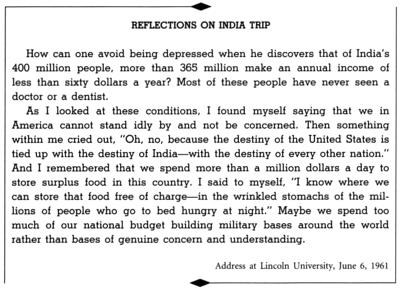 REFLECTIONS ON INDIA TRIP
How can one avoid being depressed when he discovers that of India's
400 million people, more than 365 million make an annual income of
less than sixty dollars a year? Most of these people have never seen a
doctor or a dentist.
As I looked at these conditions, I found myself saying that we in
America cannot stand idly by and not be concerned. Then something
within me cried out, "Oh, no, because the destiny of the United States is
tied up with the destiny of India—with the destiny of every other nation."
And I remembered that we spend more than a million dollars a day to
store surplus food in this country. I said to myself, "I know where we
can store that food free of charge—in the wrinkled stomachs of the mil-
lions of people who go to bed hungry at night." Maybe we spend too
much of our national budget building military bases around the world
rather than bases of genuine concern and understanding.
Address at Lincoln University, June 6, 1961